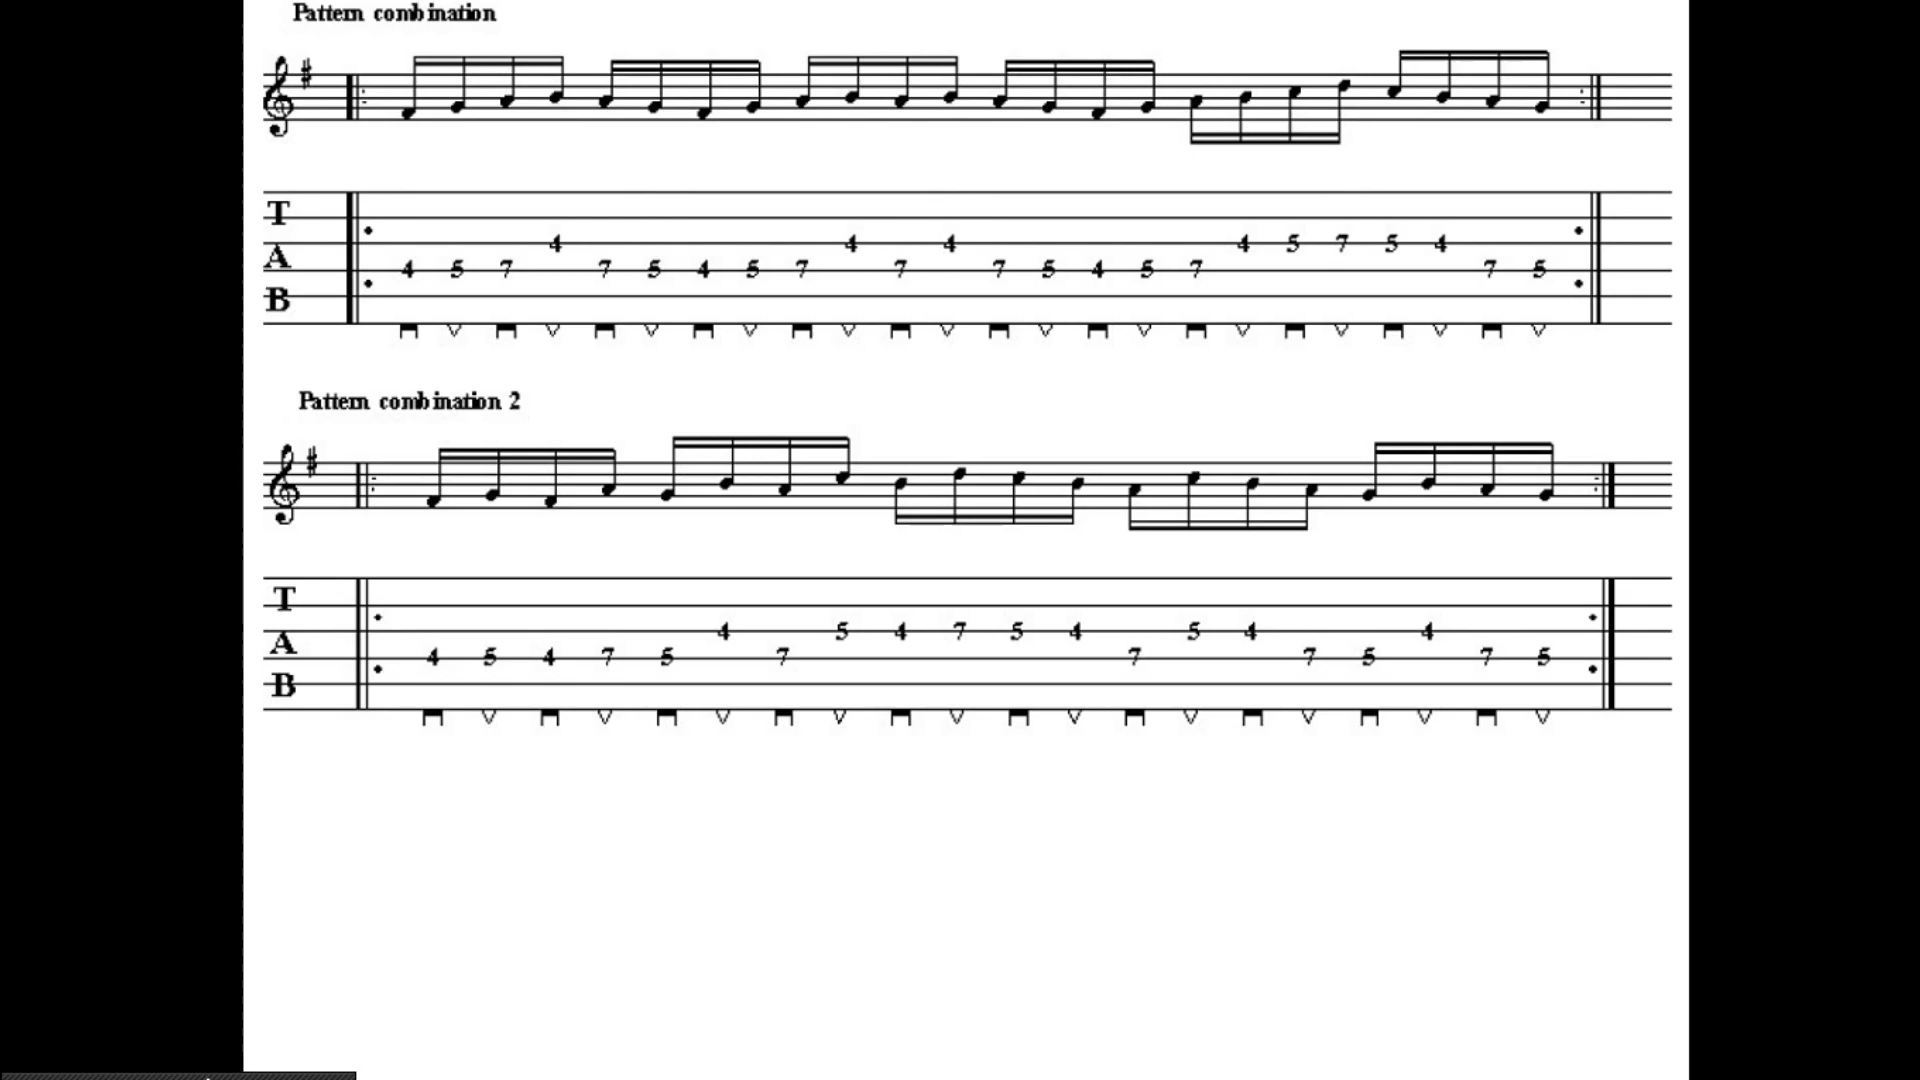 Pattern combination
T
4 4 4 4 5 7 5 4
A
4 5 7 7 5 4 5 7 7 7 5 4 5 7 7 5
B
Pattern combination 2
T
4 5 4 7 5 4 5 4 4
A
4 5 4 7 5 7 7 7 5 7 5
B